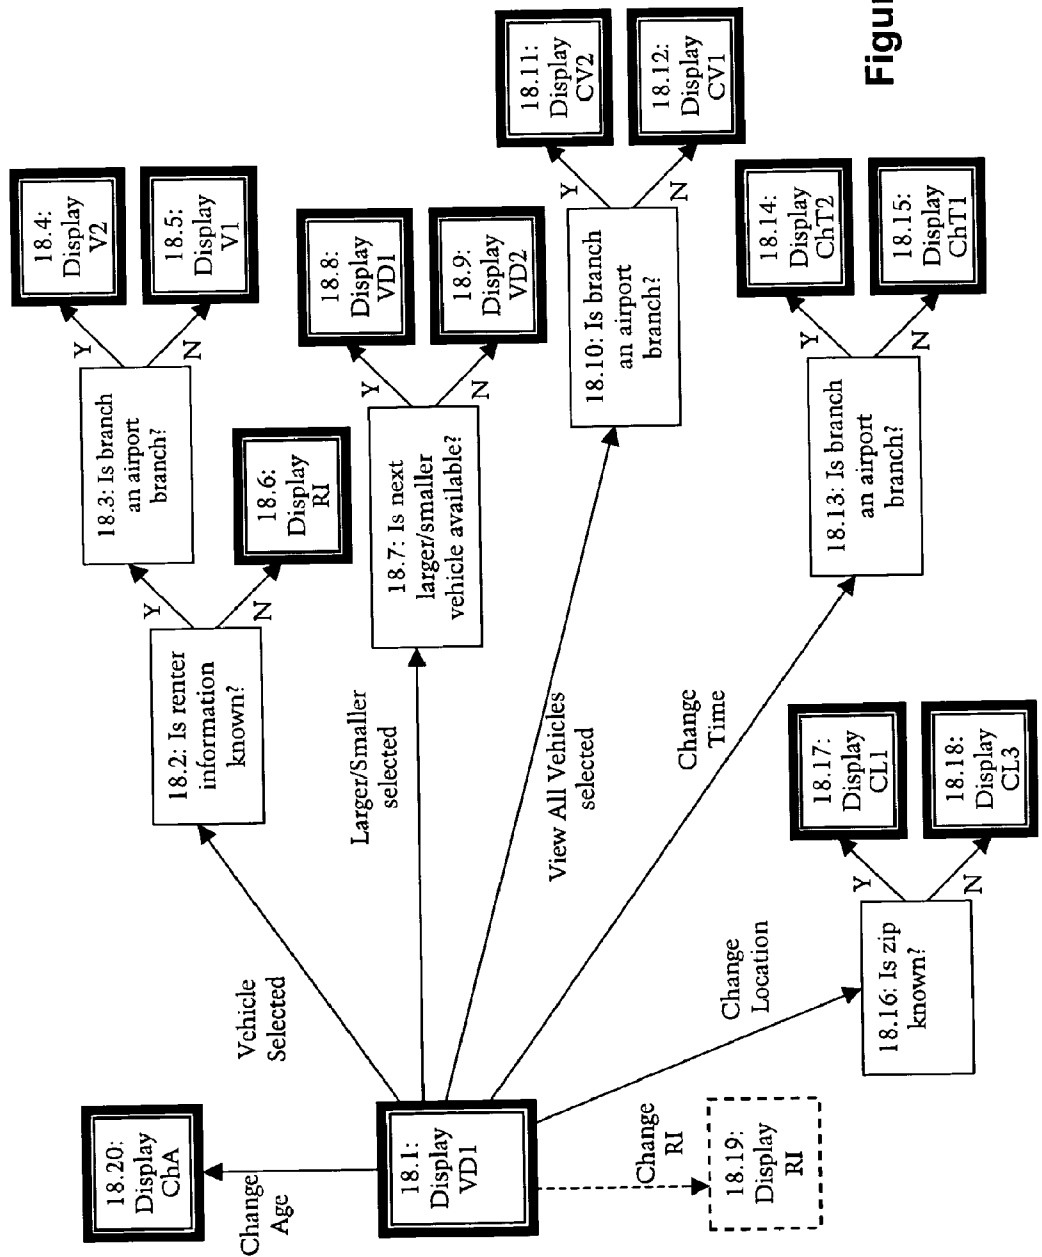 18.20:
Display
ChA
Change
Age
18.1:
Display
VD1
Change
RI
18.19:
Display
RI
Vehicle
Selected
18.2: Is renter
information
known?
Y
N
18.3: Is branch
an airport
branch?
Y
N
18.4:
Display
V2
18.5:
Display
V1
18.6:
Display
RI
Larger/Smaller
selected
18.7: Is next
larger/smaller
vehicle available?
Y
N
18.8:
Display
VD1
18.9:
Display
VD2
View All Vehicles
selected
18.10: Is branch
an airport
branch?
Y
N
18.11:
Display
CV2
18.12:
Display
CV1
Change
Time
18.13: Is branch
an airport
branch?
Y
N
18.14:
Display
ChT2
18.15:
Display
ChT1
Change
Location
18.16: Is zip
known?
Y
N
18.17:
Display
CL1
18.18:
Display
CL3
Figu